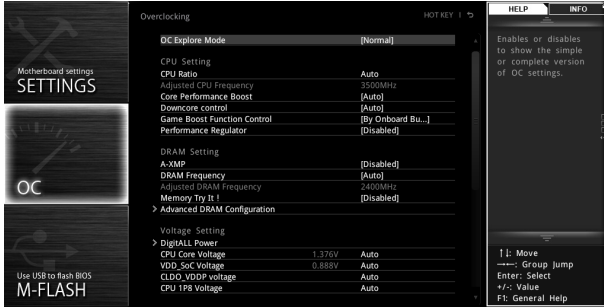 Overclocking
HOT KEY | ⮌
HELP
INFO
Motherboard settings
SETTINGS
OC
Use USB to flash BIOS
M-FLASH
OC Explore Mode [Normal]
CPU Setting
CPU Ratio Auto
Adjusted CPU Frequency 3500MHz
Core Performance Boost [Auto]
Downcore control [Auto]
Game Boost Function Control [By Onboard Bu...]
Performance Regulator [Disabled]
DRAM Setting
A-XMP [Disabled]
DRAM Frequency [Auto]
Adjusted DRAM Frequency 2400MHz
Memory Try It ! [Disabled]
> Advanced DRAM Configuration
Voltage Setting
> DigitALL Power
CPU Core Voltage 1.376V Auto
VDD_SoC Voltage 0.888V Auto
CLDO_VDDP voltage Auto
CPU 1P8 Voltage Auto
Enables or disables
to show the simple
or complete version
of OC settings.
↑↓: Move
→←: Group Jump
Enter: Select
+/-: Value
F1: General Help